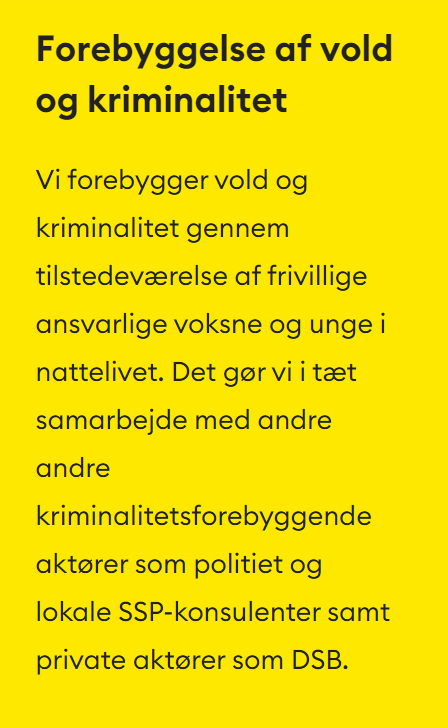 Forebyggelse af vold
og kriminalitet
Vi forebygger vold og
kriminalitet gennem
tilstedeværelse af frivillige
ansvarlige voksne og unge i
nattelivet. Det gør vi i tæt
samarbejde med andre
andre
kriminalitetsforebyggende
aktører som politiet og
lokale SSP-konsulenter samt
private aktører som DSB.